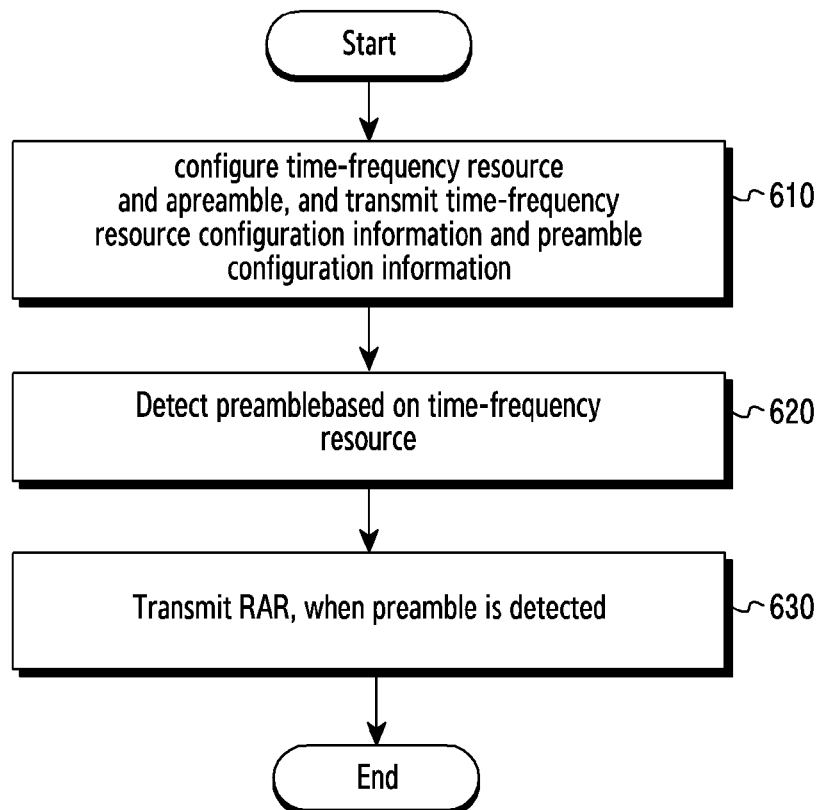 Start
configure time-frequency resource
and apreamble, and transmit time-frequency
resource configuration information and preamble
configuration information
610
Detect preamblebased on time-frequency
resource
620
Transmit RAR, when preamble is detected
630
End